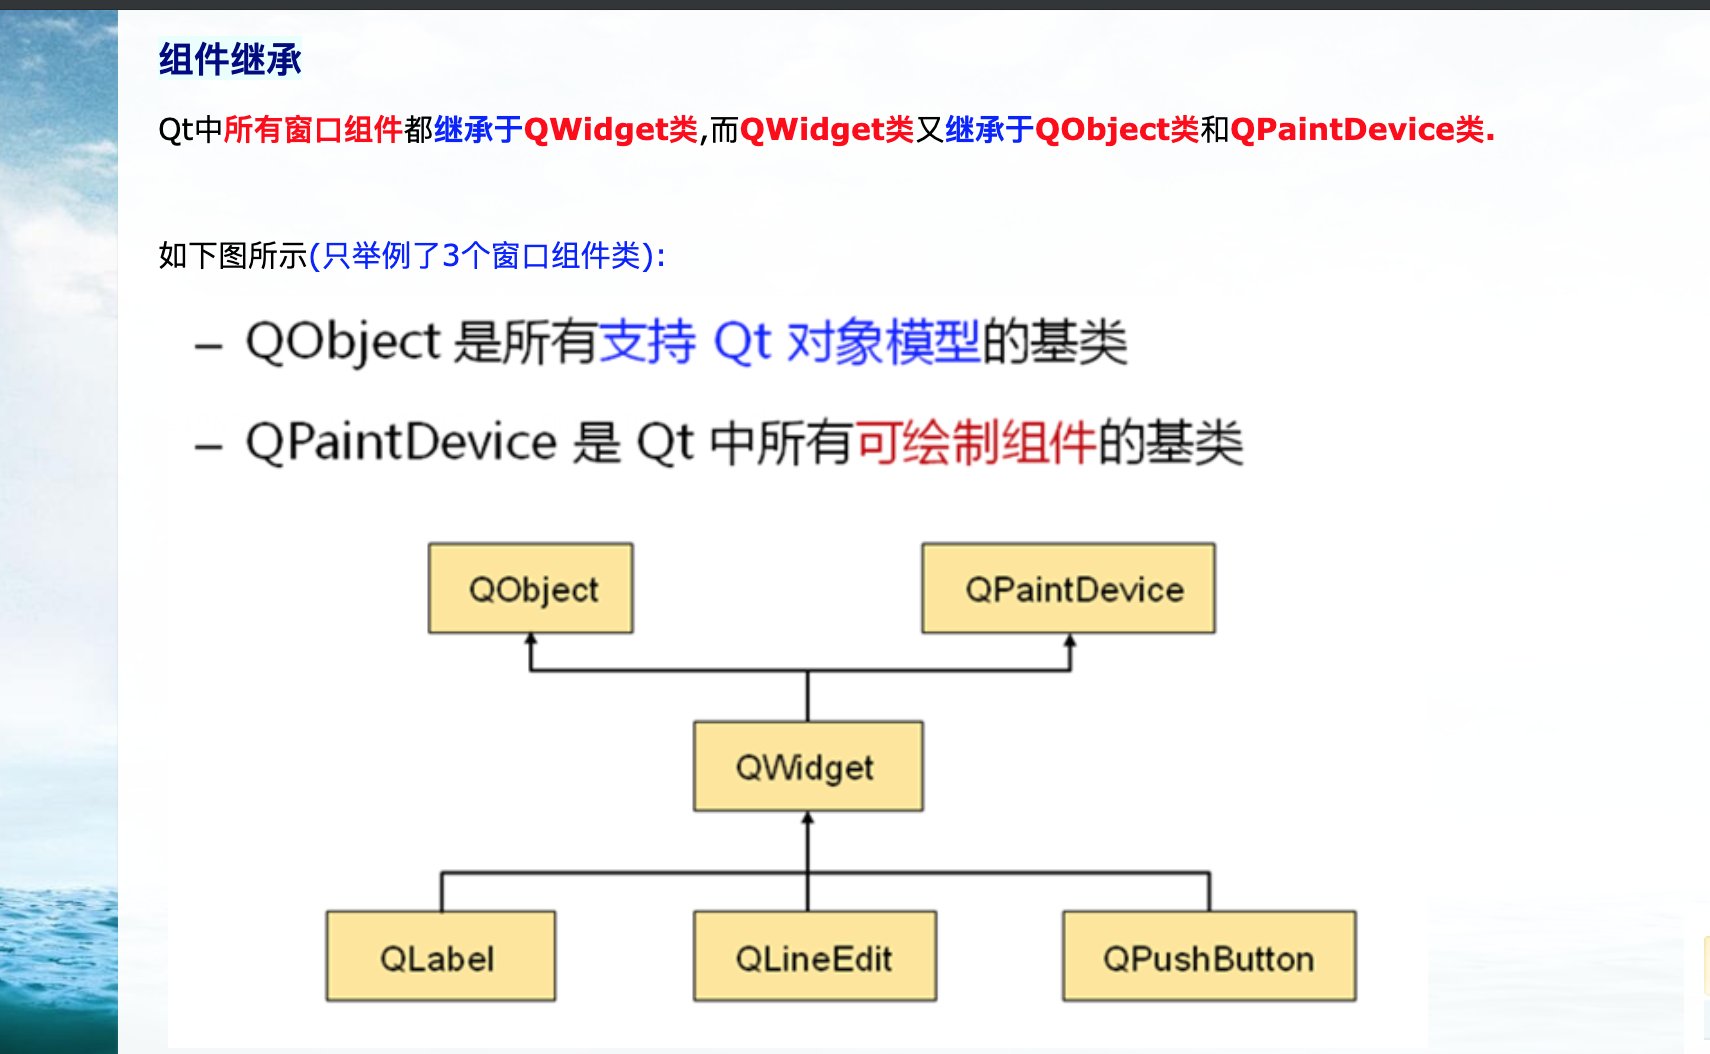 组件继承
Qt中所有窗口组件都继承于QWidget类,而QWidget类又继承于QObject类和QPaintDevice类.
如下图所示(只举例了3个窗口组件类):
– QObject 是所有支持 Qt 对象模型的基类
– QPaintDevice 是 Qt 中所有可绘制组件的基类
QObject
QPaintDevice
QWidget
QLabel
QLineEdit
QPushButton